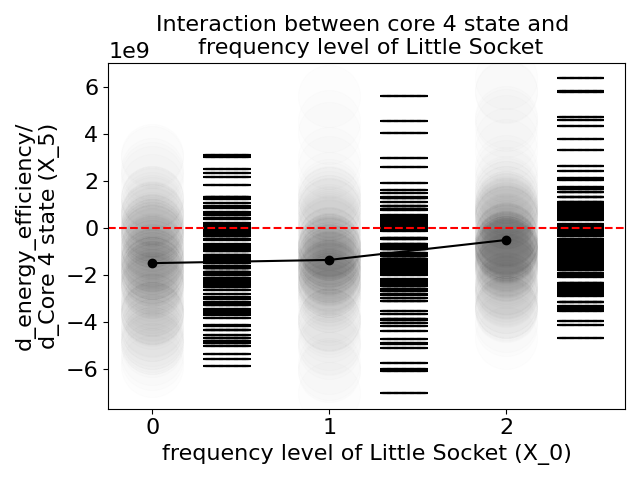 Interaction between core 4 state and
frequency level of Little Socket
1e9
d_energy_efficiency/
d_Core 4 state (X_5)
6
4
2
0
−2
−4
−6
0 1 2
frequency level of Little Socket (X_0)